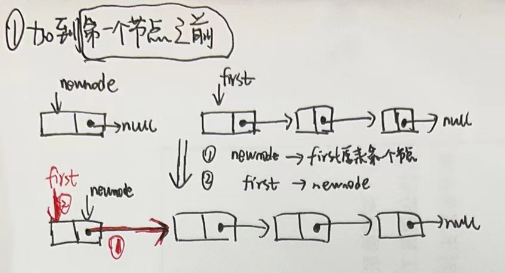 ① 加到第一个节点之前
newnode
first
null
null
① newnode → first原来第一个节点
② first → newnode
first
②
newnode
①
null